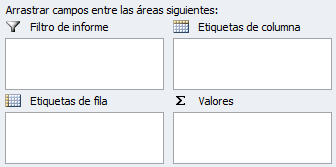 Arrastrar campos entre las áreas siguientes:
Filtro de informe
Etiquetas de columna
Etiquetas de fila
Σ Valores